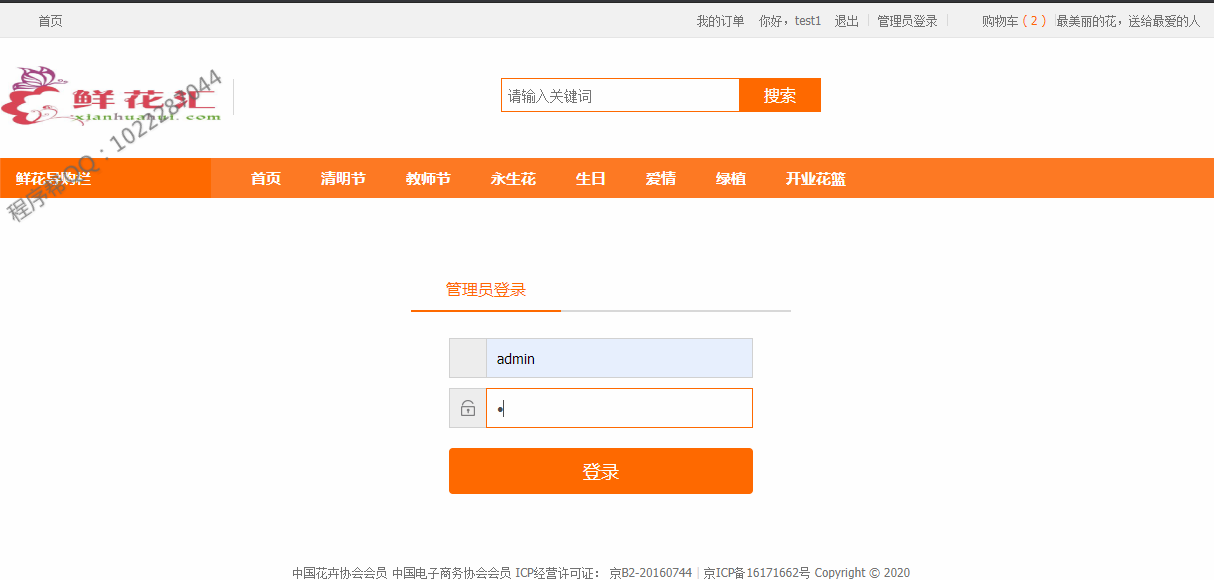 首页 我的订单 你好，test1 退出 管理员登录 购物车（2） 最美丽的花，送给最爱的人
鲜花汇
xianhuahui.com
请输入关键词 搜索
鲜花导购栏 首页 清明节 教师节 永生花 生日 爱情 绿植 开业花篮
管理员登录
admin
登录
中国花卉协会会员 中国电子商务协会会员 ICP经营许可证： 京B2-20160744 | 京ICP备16171662号 Copyright © 2020